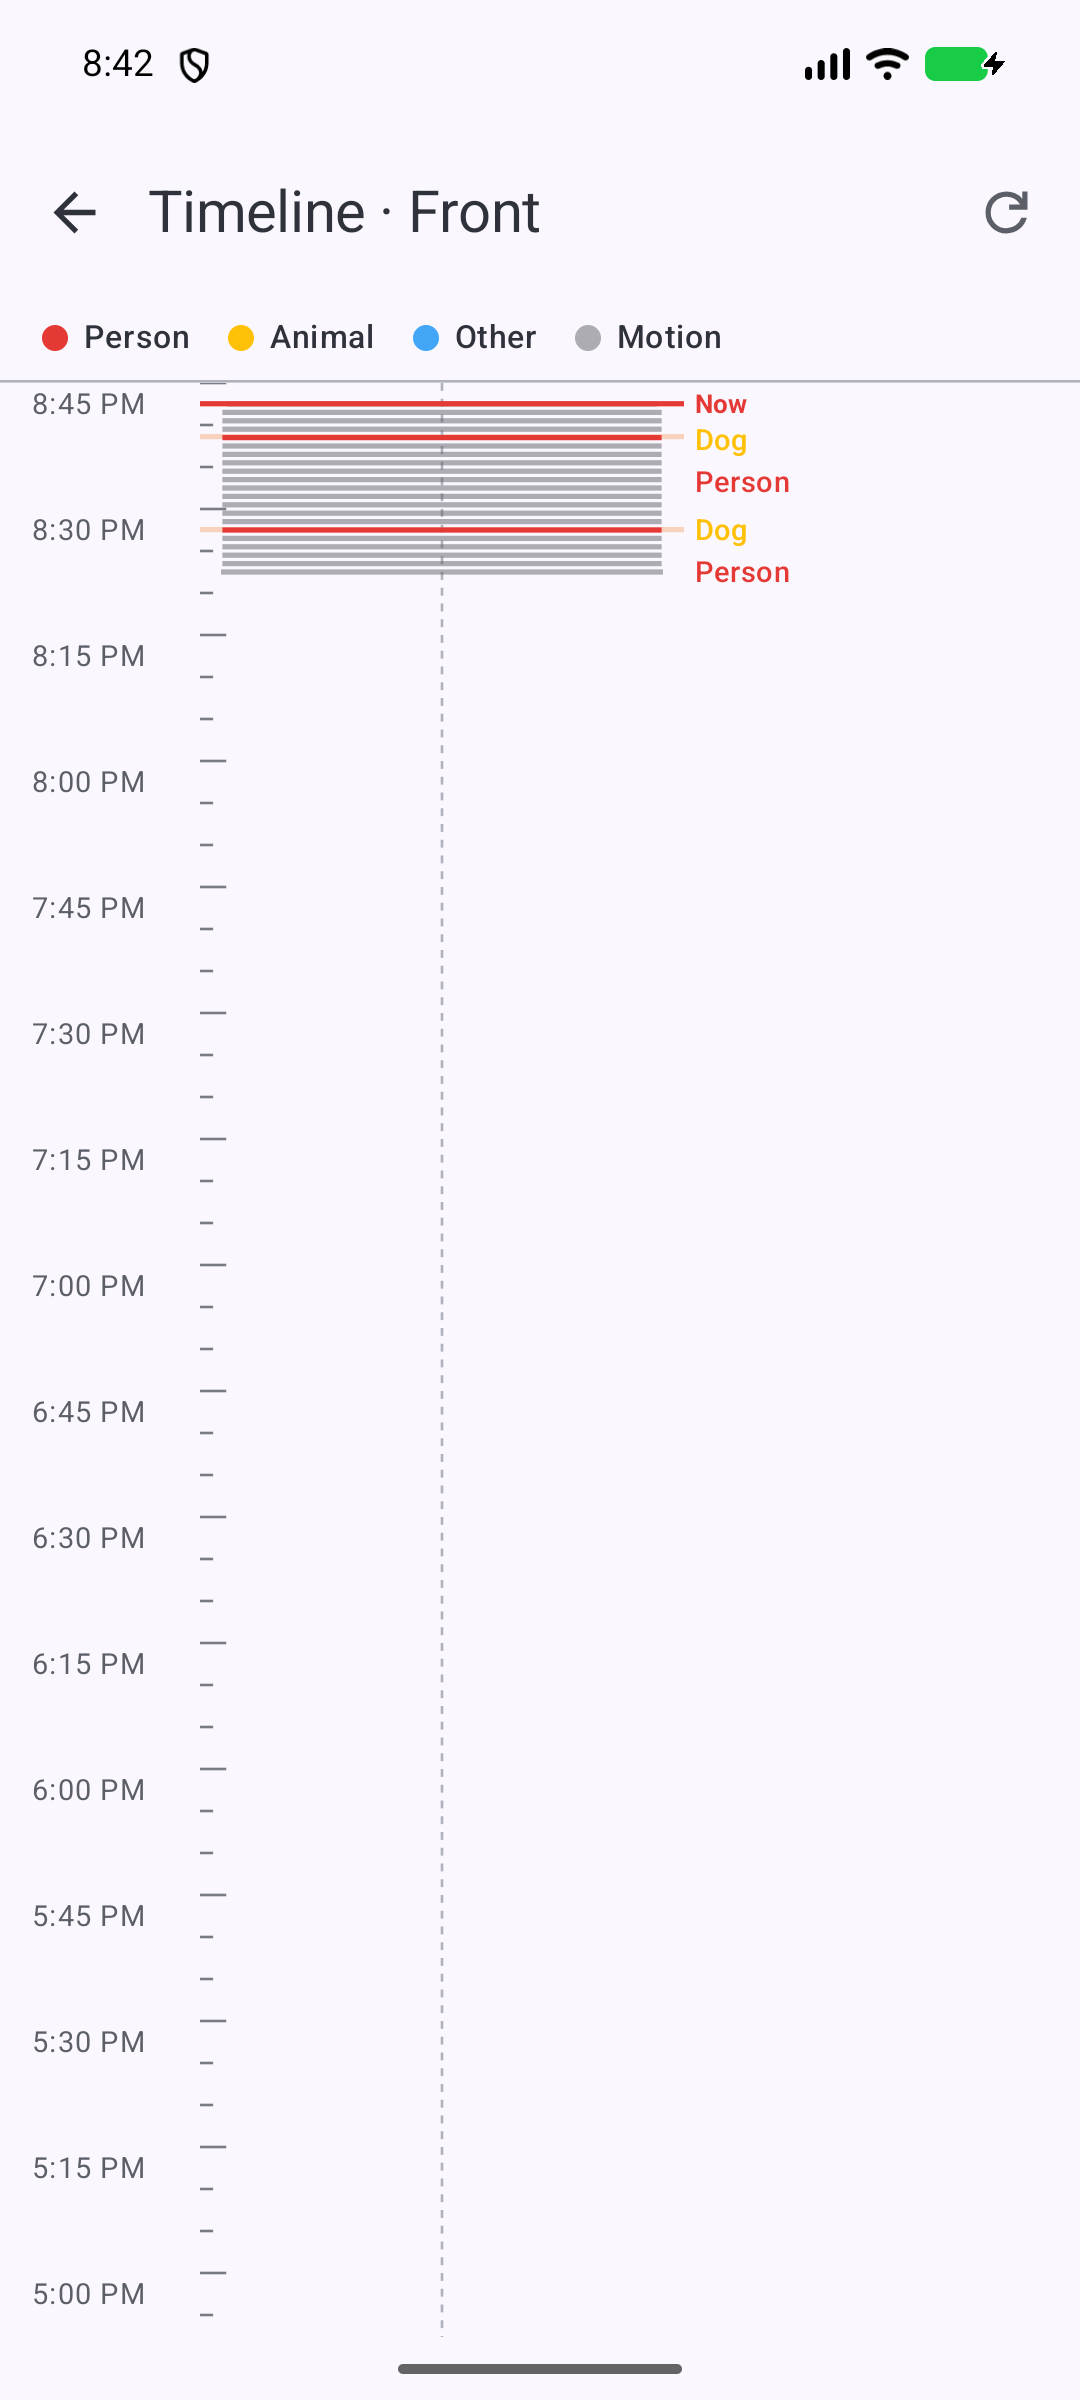 8:42
Timeline · Front
Person Animal Other Motion
8:45 PM Now
Dog
Person
8:30 PM Dog
Person
8:15 PM
8:00 PM
7:45 PM
7:30 PM
7:15 PM
7:00 PM
6:45 PM
6:30 PM
6:15 PM
6:00 PM
5:45 PM
5:30 PM
5:15 PM
5:00 PM